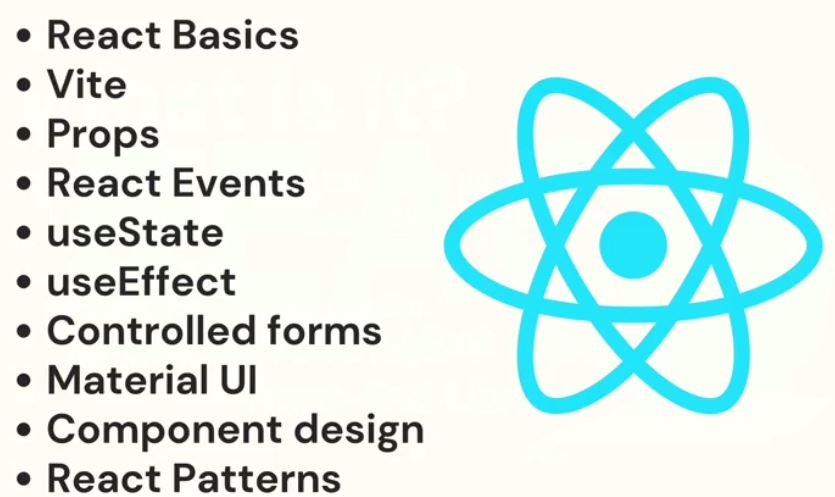 • React Basics
• Vite
• Props
• React Events
• useState
• useEffect
• Controlled forms
• Material UI
• Component design
• React Patterns